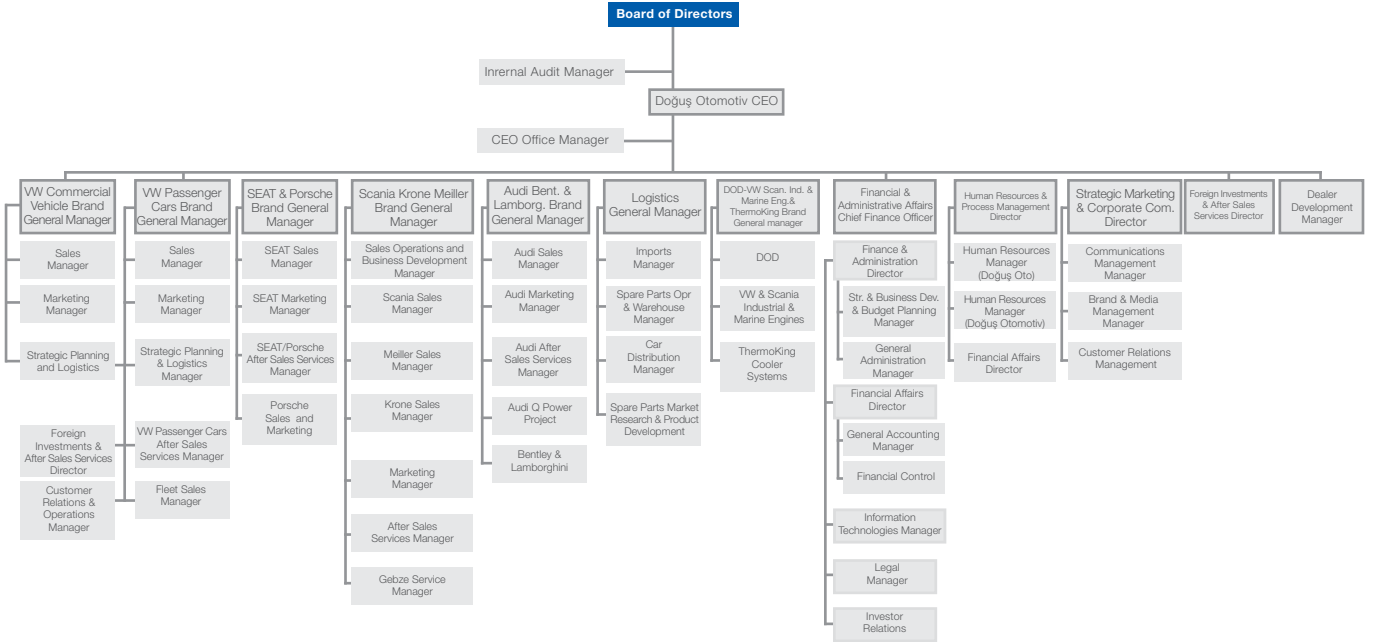 Board of Directors
Inrernal Audit Manager
Doğuş Otomotiv CEO
CEO Office Manager
VW Commercial
Vehicle Brand
General Manager
Sales
Manager
Marketing
Manager
Strategic Planning
and Logistics
Foreign
Investments &
After Sales Services
Director
Customer
Relations &
Operations
Manager
VW Passenger
Cars Brand
General Manager
Sales
Manager
Marketing
Manager
Strategic Planning
& Logistics
Manager
VW Passenger Cars
After Sales
Services Manager
Fleet Sales
Manager
SEAT & Porsche
Brand General
Manager
SEAT Sales
Manager
SEAT Marketing
Manager
SEAT/Porsche
After Sales Services
Manager
Porsche
Sales and
Marketing
Scania Krone Meiller
Brand General
Manager
Sales Operations and
Business Development
Manager
Scania Sales
Manager
Meiller Sales
Manager
Krone Sales
Manager
Marketing
Manager
After Sales
Services Manager
Gebze Service
Manager
Audi Bent. &
Lamborg. Brand
General Manager
Audi Sales
Manager
Audi Marketing
Manager
Audi After
Sales Services
Manager
Audi Q Power
Project
Bentley &
Lamborghini
Logistics
General Manager
Imports
Manager
Spare Parts Opr
& Warehouse
Manager
Car
Distribution
Manager
Spare Parts Market
Research & Product
Development
DOD-VW Scan. Ind. &
Marine Eng.&
ThermoKing Brand
General manager
DOD
VW & Scania
Industrial &
Marine Engines
ThermoKing
Cooler
Systems
Financial &
Administrative Affairs
Chief Finance Officer
Finance &
Administration
Director
Str. & Business Dev.
& Budget Planning
Manager
General
Administration
Manager
Financial Affairs
Director
General Accounting
Manager
Financial Control
Information
Technologies Manager
Legal
Manager
Investor
Relations
Human Resources &
Process Management
Director
Human Resources
Manager
(Doğuş Oto)
Human Resources
Manager
(Doğuş Otomotiv)
Financial Affairs
Director
Strategic Marketing
& Corporate Com.
Director
Communications
Management
Manager
Brand & Media
Management
Manager
Customer Relations
Management
Foreign Investments
& After Sales
Services Director
Dealer
Development
Manager